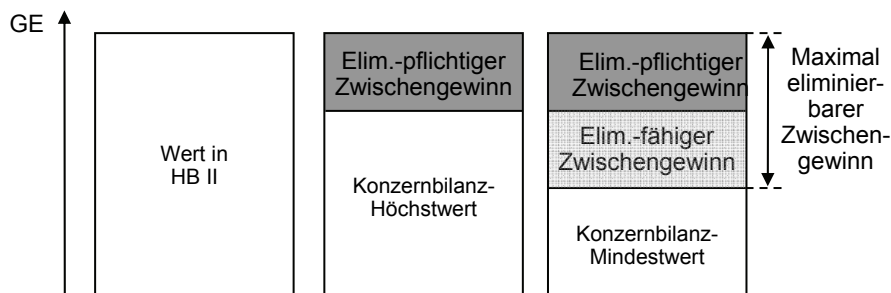 GE
Wert in
HB II
Elim.-pflichtiger
Zwischengewinn
Konzernbilanz-
Höchstwert
Elim.-pflichtiger
Zwischengewinn
Elim.-fähiger
Zwischengewinn
Konzernbilanz-
Mindestwert
Maximal
eliminier-
barer
Zwischen-
gewinn